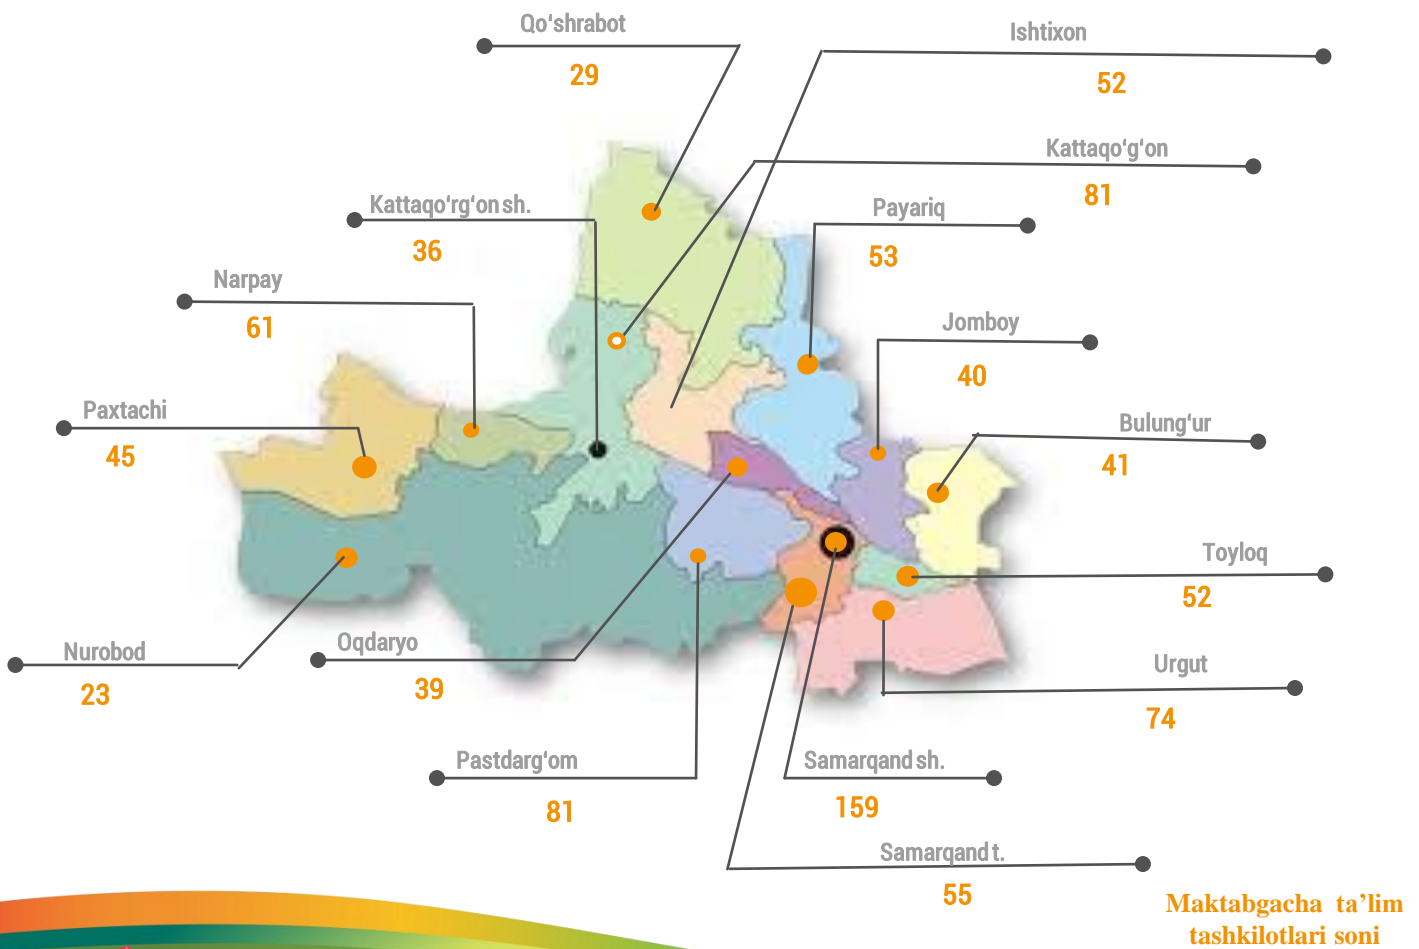 Qo‘shrabot
29
Ishtixon
52
Kattaqo‘g‘on
81
Kattaqo‘rg‘on sh.
36
Payariq
53
Narpay
61
Jomboy
40
Paxtachi
45
Bulung‘ur
41
Toyloq
52
Nurobod
23
Oqdaryo
39
Urgut
74
Pastdarg‘om
81
Samarqand sh.
159
Samarqand t.
55
Maktabgacha ta’lim
tashkilotlari soni